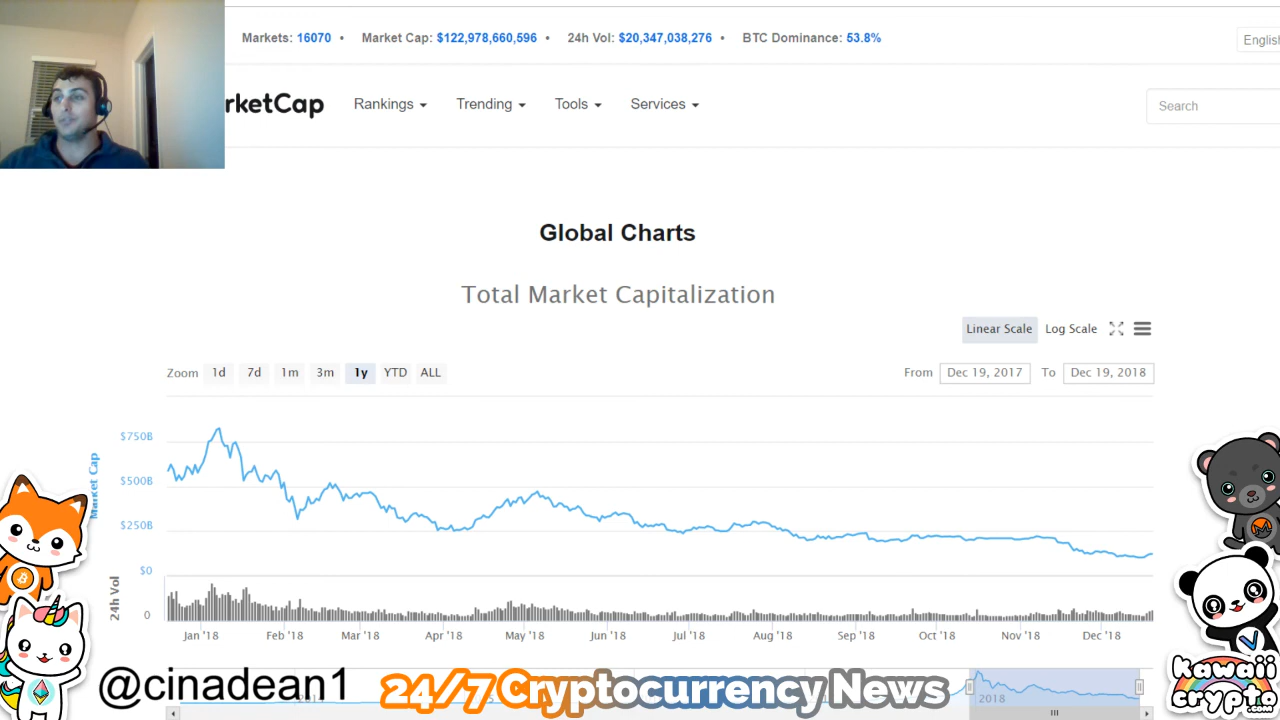 Markets: 16070 • Market Cap: $122,978,660,596 • 24h Vol: $20,347,038,276 • BTC Dominance: 53.8%
English
rketCap Rankings Trending Tools Services
Search
Global Charts
Total Market Capitalization
Linear Scale Log Scale
Zoom 1d 7d 1m 3m 1y YTD ALL From Dec 19, 2017 To Dec 19, 2018
Market Cap
$750B
$500B
$250B
$0
24h Vol
0
Jan '18 Feb '18 Mar '18 Apr '18 May '18 Jun '18 Jul '18 Aug '18 Sep '18 Oct '18 Nov '18 Dec '18
2018
@cinadean1
24/7 Cryptocurrency News
kawaii
crypto
.com